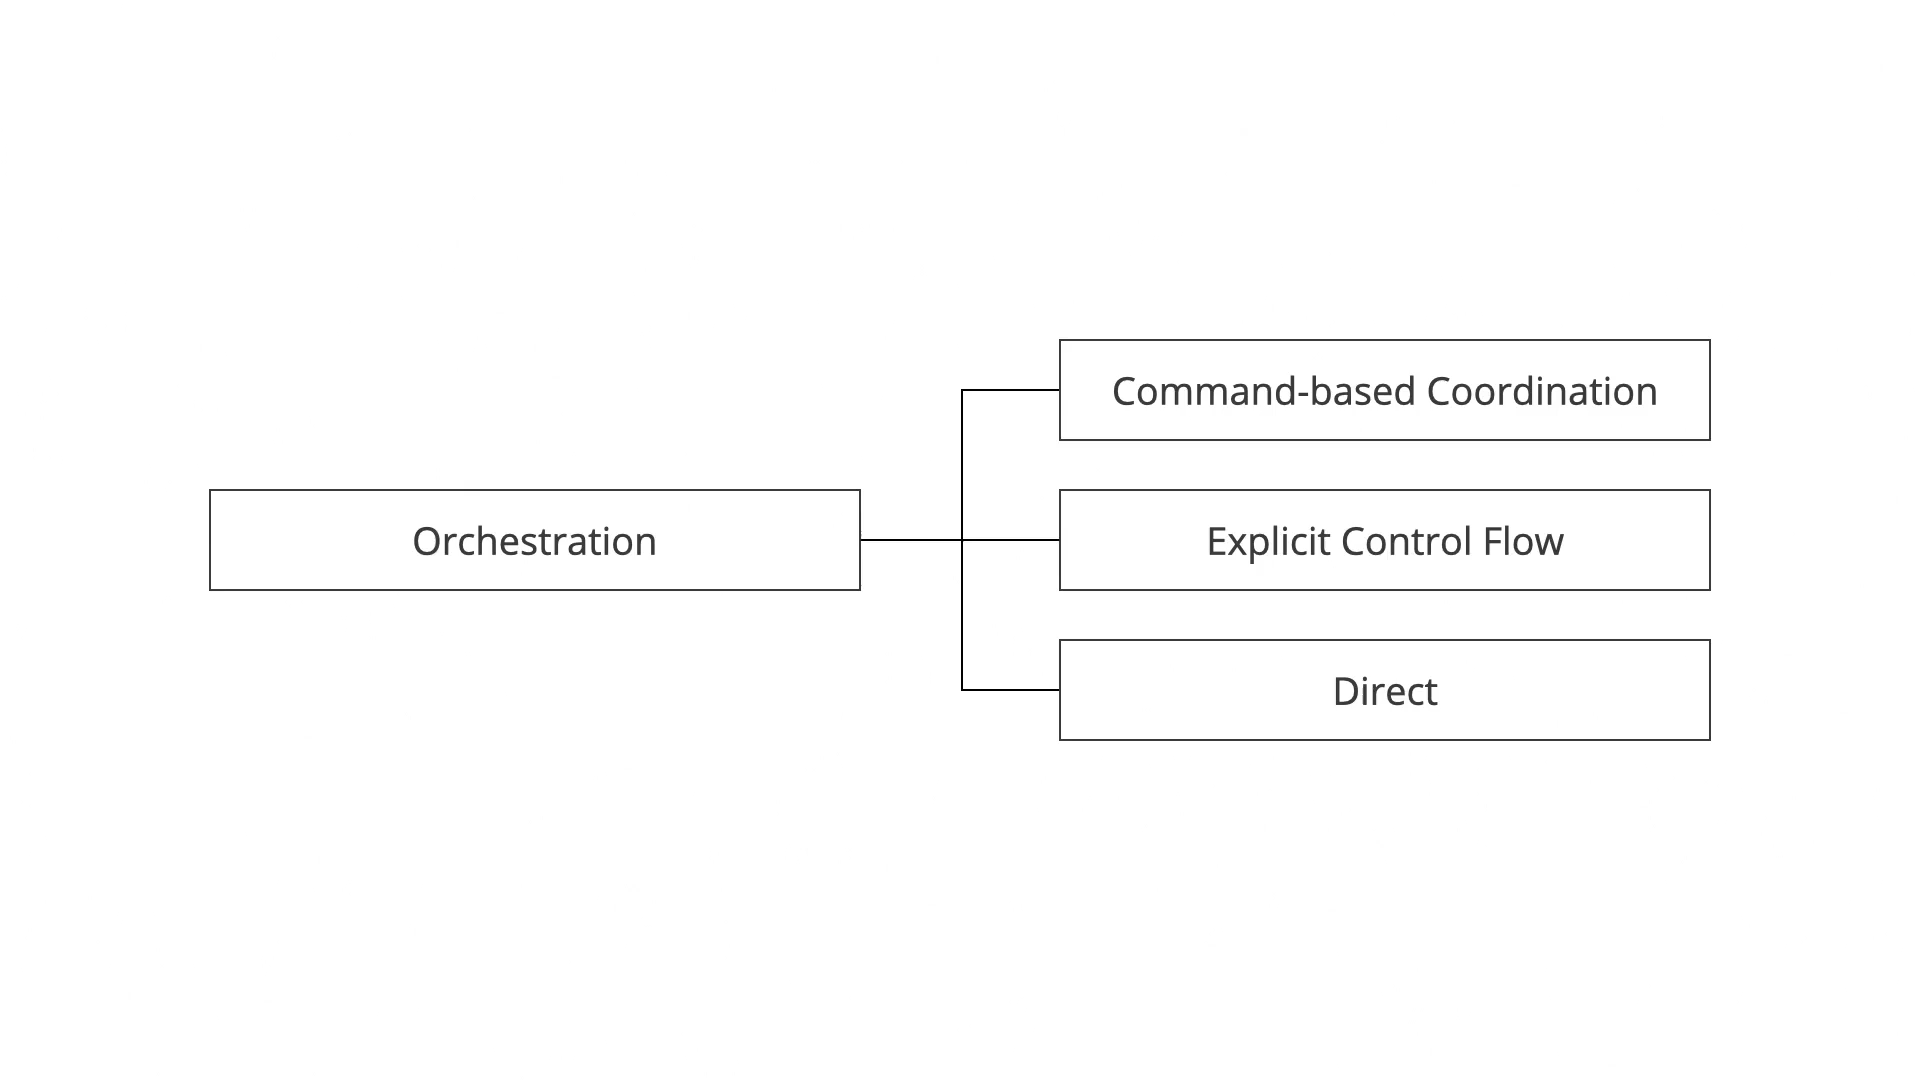 Orchestration
Command-based Coordination
Explicit Control Flow
Direct